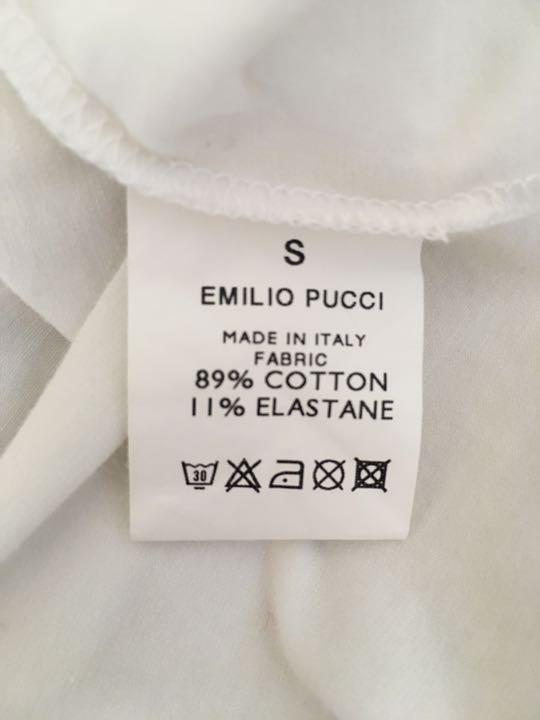 S
EMILIO PUCCI
MADE IN ITALY
FABRIC
89% COTTON
11% ELASTANE
30